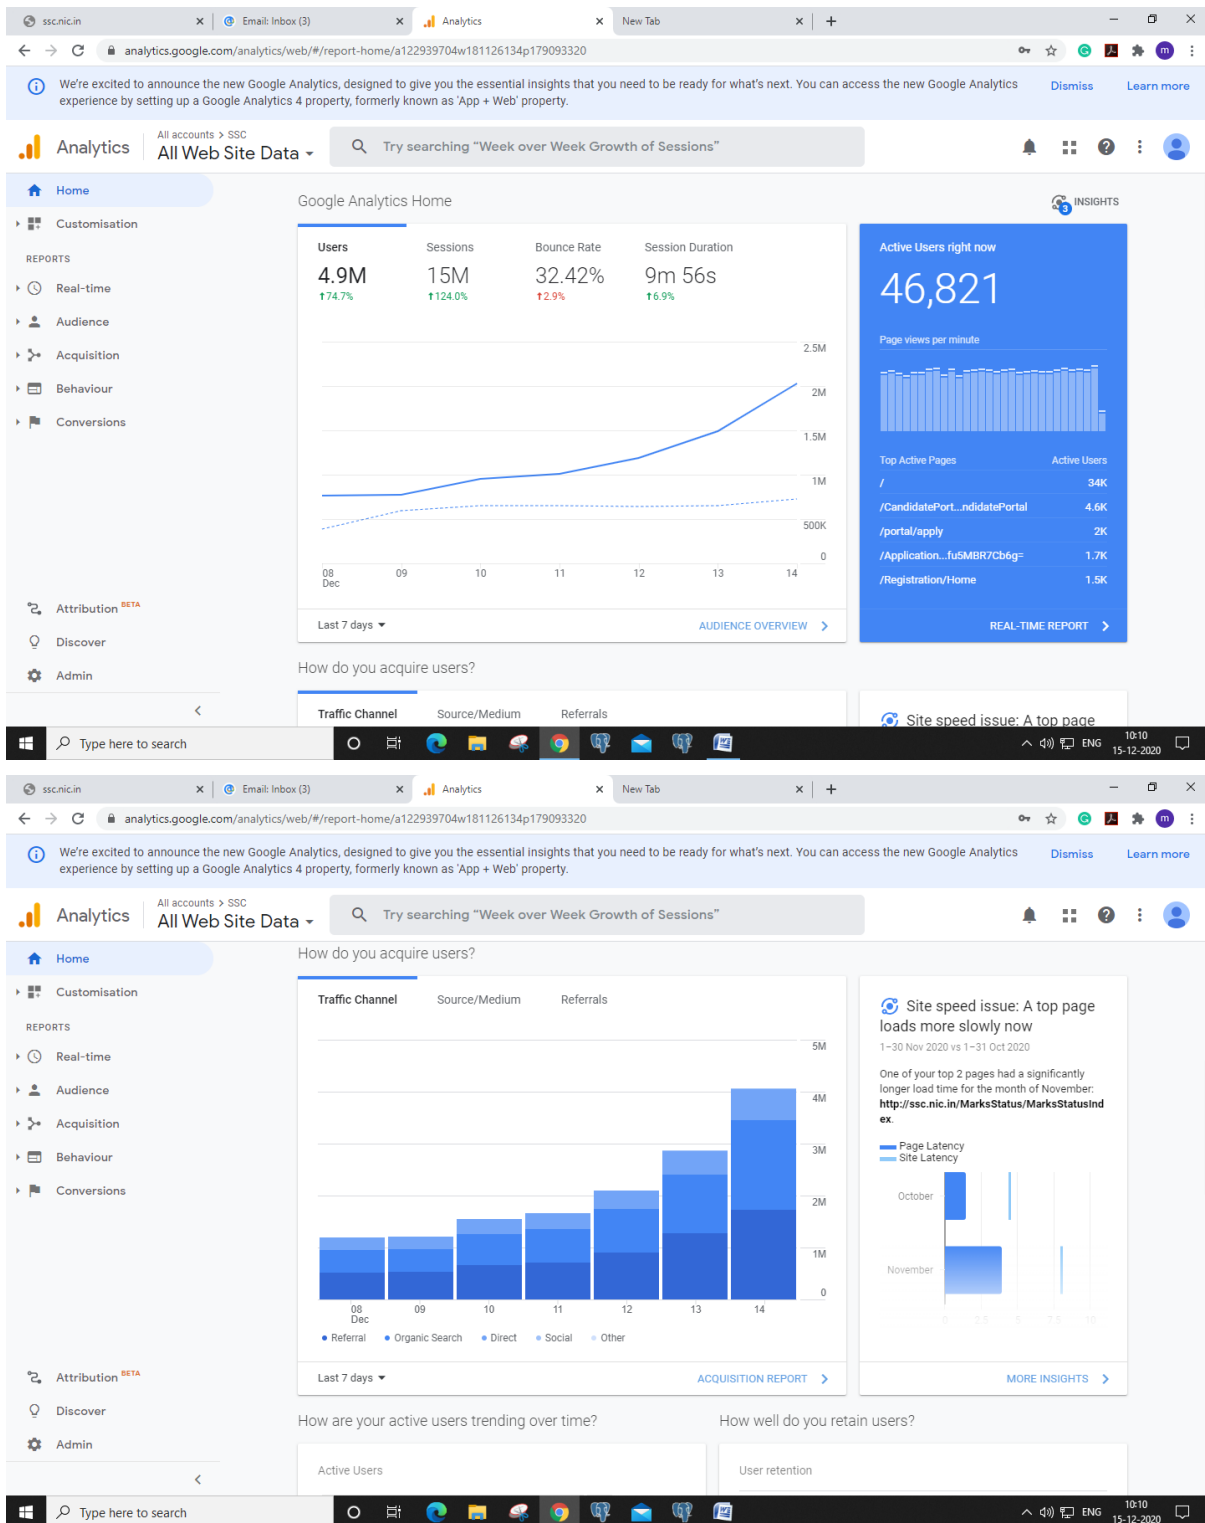 ssc.nic.in
Email: Inbox (3)
Analytics
New Tab
analytics.google.com/analytics/web/#/report-home/a122939704w181126134p179093320
m
We're excited to announce the new Google Analytics, designed to give you the essential insights that you need to be ready for what's next. You can access the new Google Analytics
experience by setting up a Google Analytics 4 property, formerly known as 'App + Web' property.
Dismiss
Learn more
Analytics
All accounts > SSC
All Web Site Data
Try searching "Week over Week Growth of Sessions"
Home
Customisation
REPORTS
Real-time
Audience
Acquisition
Behaviour
Conversions
Attribution BETA
Discover
Admin
Google Analytics Home
3 INSIGHTS
Users Sessions Bounce Rate Session Duration
4.9M 15M 32.42% 9m 56s
↑74.7% ↑124.0% ↑2.9% ↑6.9%
2.5M
2M
1.5M
1M
500K
0
08 09 10 11 12 13 14
Dec
Last 7 days
AUDIENCE OVERVIEW
Active Users right now
46,821
Page views per minute
Top Active Pages Active Users
/ 34K
/CandidatePort...ndidatePortal 4.6K
/portal/apply 2K
/Application...fu5MBR7Cb6g= 1.7K
/Registration/Home 1.5K
REAL-TIME REPORT
How do you acquire users?
Traffic Channel Source/Medium Referrals
Site speed issue: A top page
Type here to search
ENG
10:10
15-12-2020
ssc.nic.in
Email: Inbox (3)
Analytics
New Tab
analytics.google.com/analytics/web/#/report-home/a122939704w181126134p179093320
m
We're excited to announce the new Google Analytics, designed to give you the essential insights that you need to be ready for what's next. You can access the new Google Analytics
experience by setting up a Google Analytics 4 property, formerly known as 'App + Web' property.
Dismiss
Learn more
Analytics
All accounts > SSC
All Web Site Data
Try searching "Week over Week Growth of Sessions"
Home
Customisation
REPORTS
Real-time
Audience
Acquisition
Behaviour
Conversions
Attribution BETA
Discover
Admin
How do you acquire users?
Traffic Channel Source/Medium Referrals
5M
4M
3M
2M
1M
0
08 09 10 11 12 13 14
Dec
Referral Organic Search Direct Social Other
Last 7 days
ACQUISITION REPORT
Site speed issue: A top page
loads more slowly now
1–30 Nov 2020 vs 1–31 Oct 2020
One of your top 2 pages had a significantly
longer load time for the month of November:
http://ssc.nic.in/MarksStatus/MarksStatusInd
ex.
Page Latency
Site Latency
October
November
0 2.5 5 7.5 10
MORE INSIGHTS
How are your active users trending over time?
How well do you retain users?
Active Users
User retention
Type here to search
ENG
10:10
15-12-2020